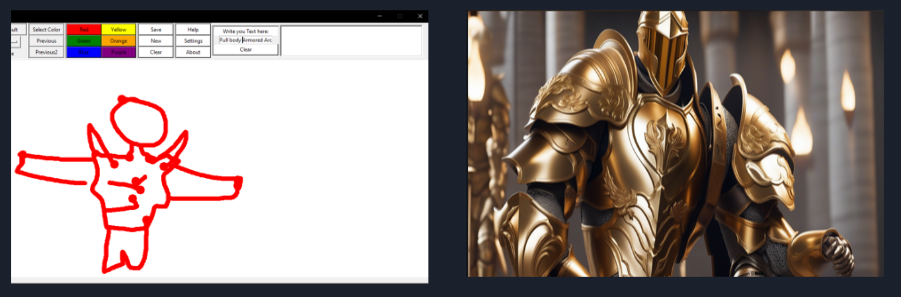 Select Color Red Yellow Save Help Write you Text here:
Previous Green Orange New Settings Full body Armored Arc
Previous2 Blue Purple Clear About Clear